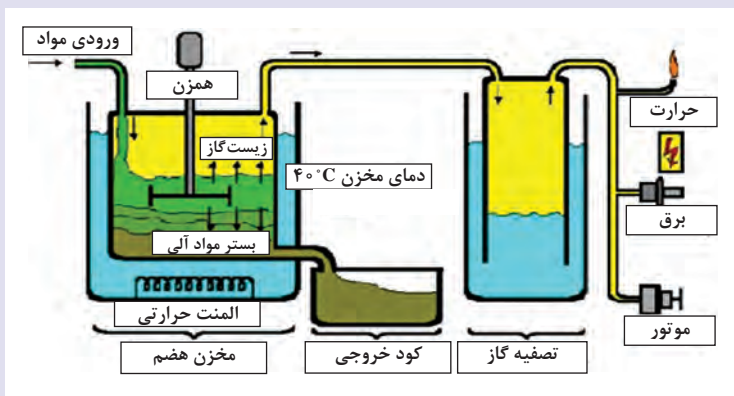 ورودی مواد
همزن
زیست‌گاز
دمای مخزن ۴۰°C
بستر مواد آلی
المنت حرارتی
مخزن هضم
کود خروجی
تصفیه گاز
حرارت
برق
موتور